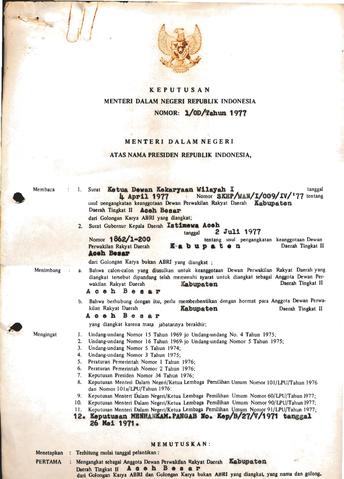 KEPUTUSAN
MENTERI DALAM NEGERI REPUBLIK INDONESIA
NOMOR: 1/OD/Tahun 1977
MENTERI DALAM NEGERI
ATAS NAMA PRESIDEN REPUBLIK INDONESIA,
Membaca : 1. Surat Ketua Dewan Kekaryaan Wilayah I tanggal
4 April 1977 Nomor SKEP/MAN/I/009/IV/'77 tentang
usul pengangkatan keanggotaan Dewan Perwakilan Rakyat Daerah Kabupaten
Daerah Tingkat II Aceh Besar
dari Golongan Karya ABRI yang diangkat;
2. Surat Gubernur Kepala Daerah Istimewa Aceh
tanggal 2 Juli 1977
Nomor 1862/1-200 tentang usul pengangkatan keanggotaan Dewan
Perwakilan Rakyat Daerah Kabupaten Daerah Tingkat II
Aceh Besar
dari Golongan Karya Bukan ABRI yang diangkat;
Menimbang : a. Bahwa calon-calon yang diusulkan untuk keanggotaan Dewan Perwakilan Rakyat Daerah yang
diangkat tersebut dipandang telah memenuhi syarat untuk diangkat sebagai Anggota Dewan Per-
wakilan Rakyat Daerah Kabupaten Daerah Tingkat II
Aceh Besar
b. Bahwa berhubung dengan itu, perlu memberhentikan dengan hormat para Anggota Dewan Perwa-
kilan Rakyat Daerah Kabupaten Daerah Tingkat II
Aceh Besar
yang diangkat karena masa jabatannya berakhir;
Mengingat : 1. Undang-undang Nomor 15 Tahun 1969 jo Undang-undang No. 4 Tahun 1975;
2. Undang-undang Nomor 16 Tahun 1969 jo Undang-undang Nomor 5 Tahun 1975;
3. Undang-undang Nomor 5 Tahun 1974;
4. Undang-undang Nomor 3 Tahun 1975;
5. Peraturan Pemerintah Nomor 1 Tahun 1976;
6. Peraturan Pemerintah Nomor 2 Tahun 1976;
7. Keputusan Presiden Nomor 34 Tahun 1976;
8. Keputusan Menteri Dalam Negeri/Ketua Lembaga Pemilihan Umum Nomor 101/LPU/Tahun 1976
dan Nomor 101a/LPU/Tahun 1976;
9. Keputusan Menteri Dalam Negeri/Ketua Lembaga Pemilihan Umum Nomor 60/LPU/Tahun 1977;
10. Keputusan Menteri Dalam Negeri/Ketua Lembaga Pemilihan Umum Nomor 90/LPU/Tahun 1977;
11. Keputusan Menteri Dalam Negeri/Ketua Lembaga Pemilihan Umum Nomor 91/LPU/Tahun 1977;
12. Keputusan MENHANKAM.PANGAB No. Kep/B/27/V/1971 tanggal
26 Mei 1971.
MEMUTUSKAN:
Menetapkan : Terhitung mulai tanggal pelantikan:
PERTAMA : Mengangkat sebagai Anggota Dewan Perwakilan Rakyat Daerah Kabupaten
Daerah Tingkat II Aceh Besar
dari Golongan Karya ABRI dan Golongan Karya Bukan ABRI yang diangkat, yang nama dan golong.